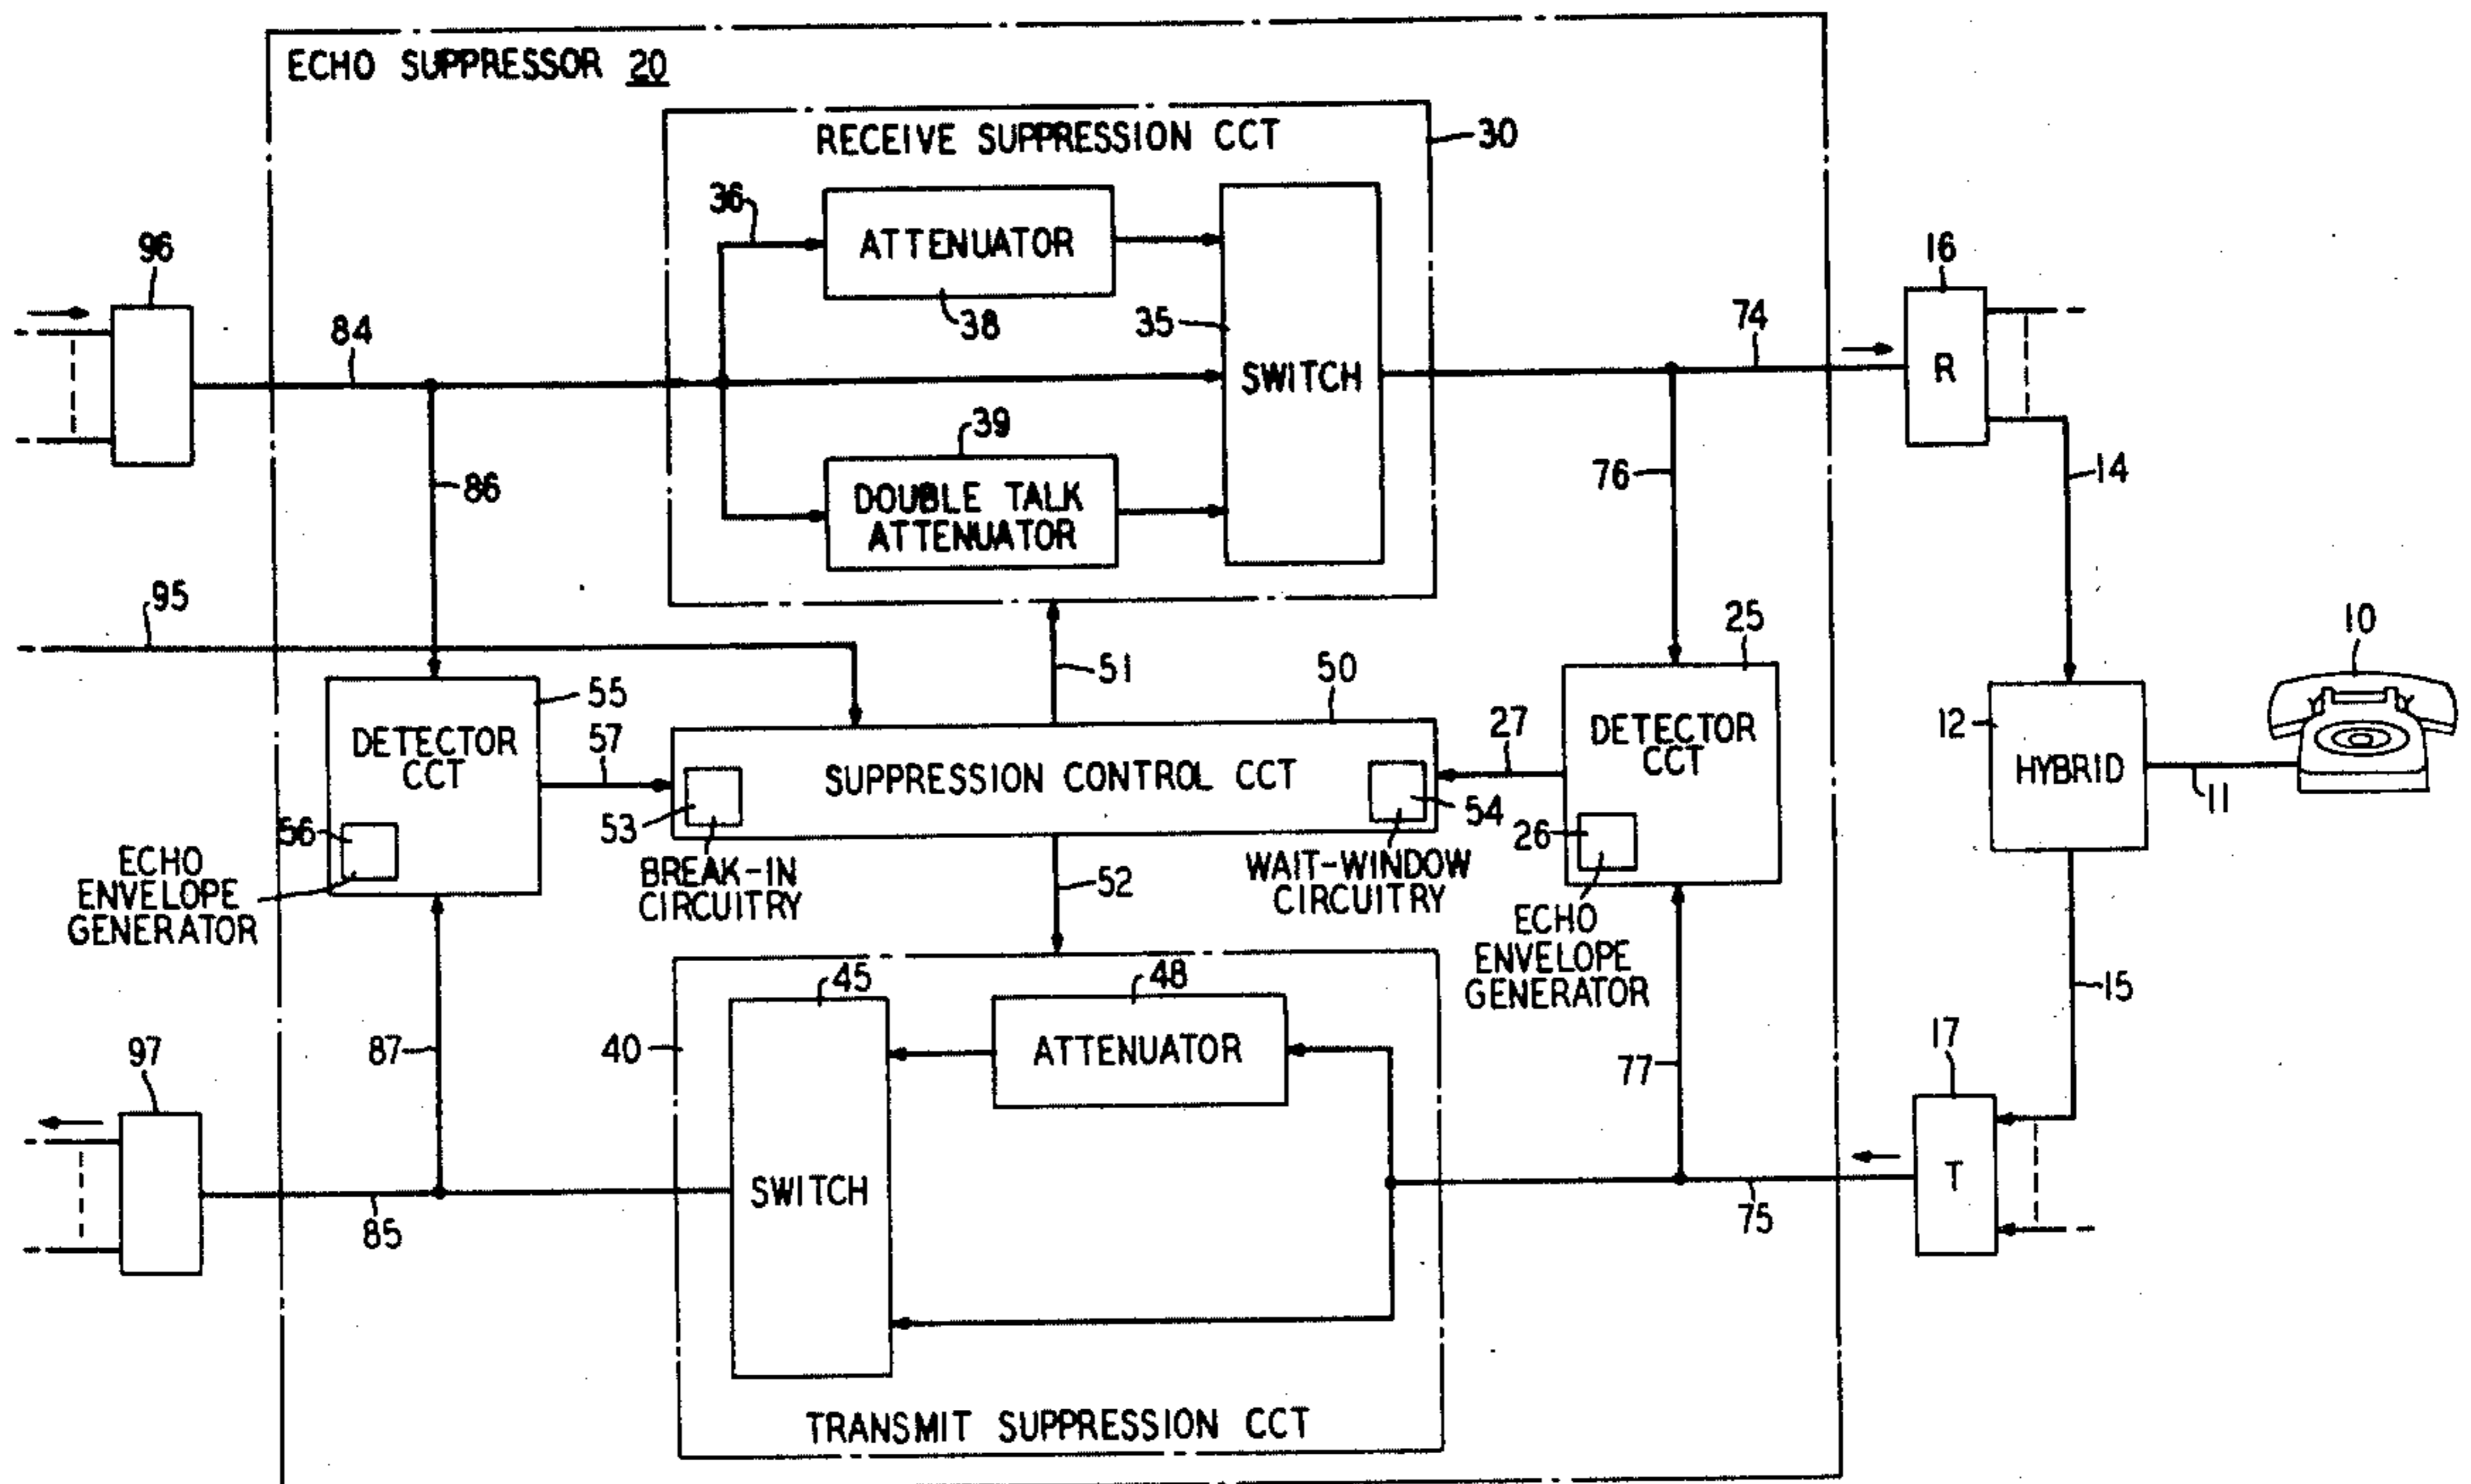 ECHO SUPPRESSOR 20
RECEIVE SUPPRESSION CCT
30
36
ATTENUATOR
38
35
SWITCH
39
DOUBLE TALK
ATTENUATOR
96
84
86
95
74
76
16
R
14
10
12
HYBRID
11
15
17
T
75
77
25
DETECTOR
CCT
26
ECHO
ENVELOPE
GENERATOR
27
51
50
SUPPRESSION CONTROL CCT
53
BREAK-IN
CIRCUITRY
54
WAIT-WINDOW
CIRCUITRY
52
55
DETECTOR
CCT
57
56
ECHO
ENVELOPE
GENERATOR
87
97
85
40
45
SWITCH
48
ATTENUATOR
TRANSMIT SUPPRESSION CCT